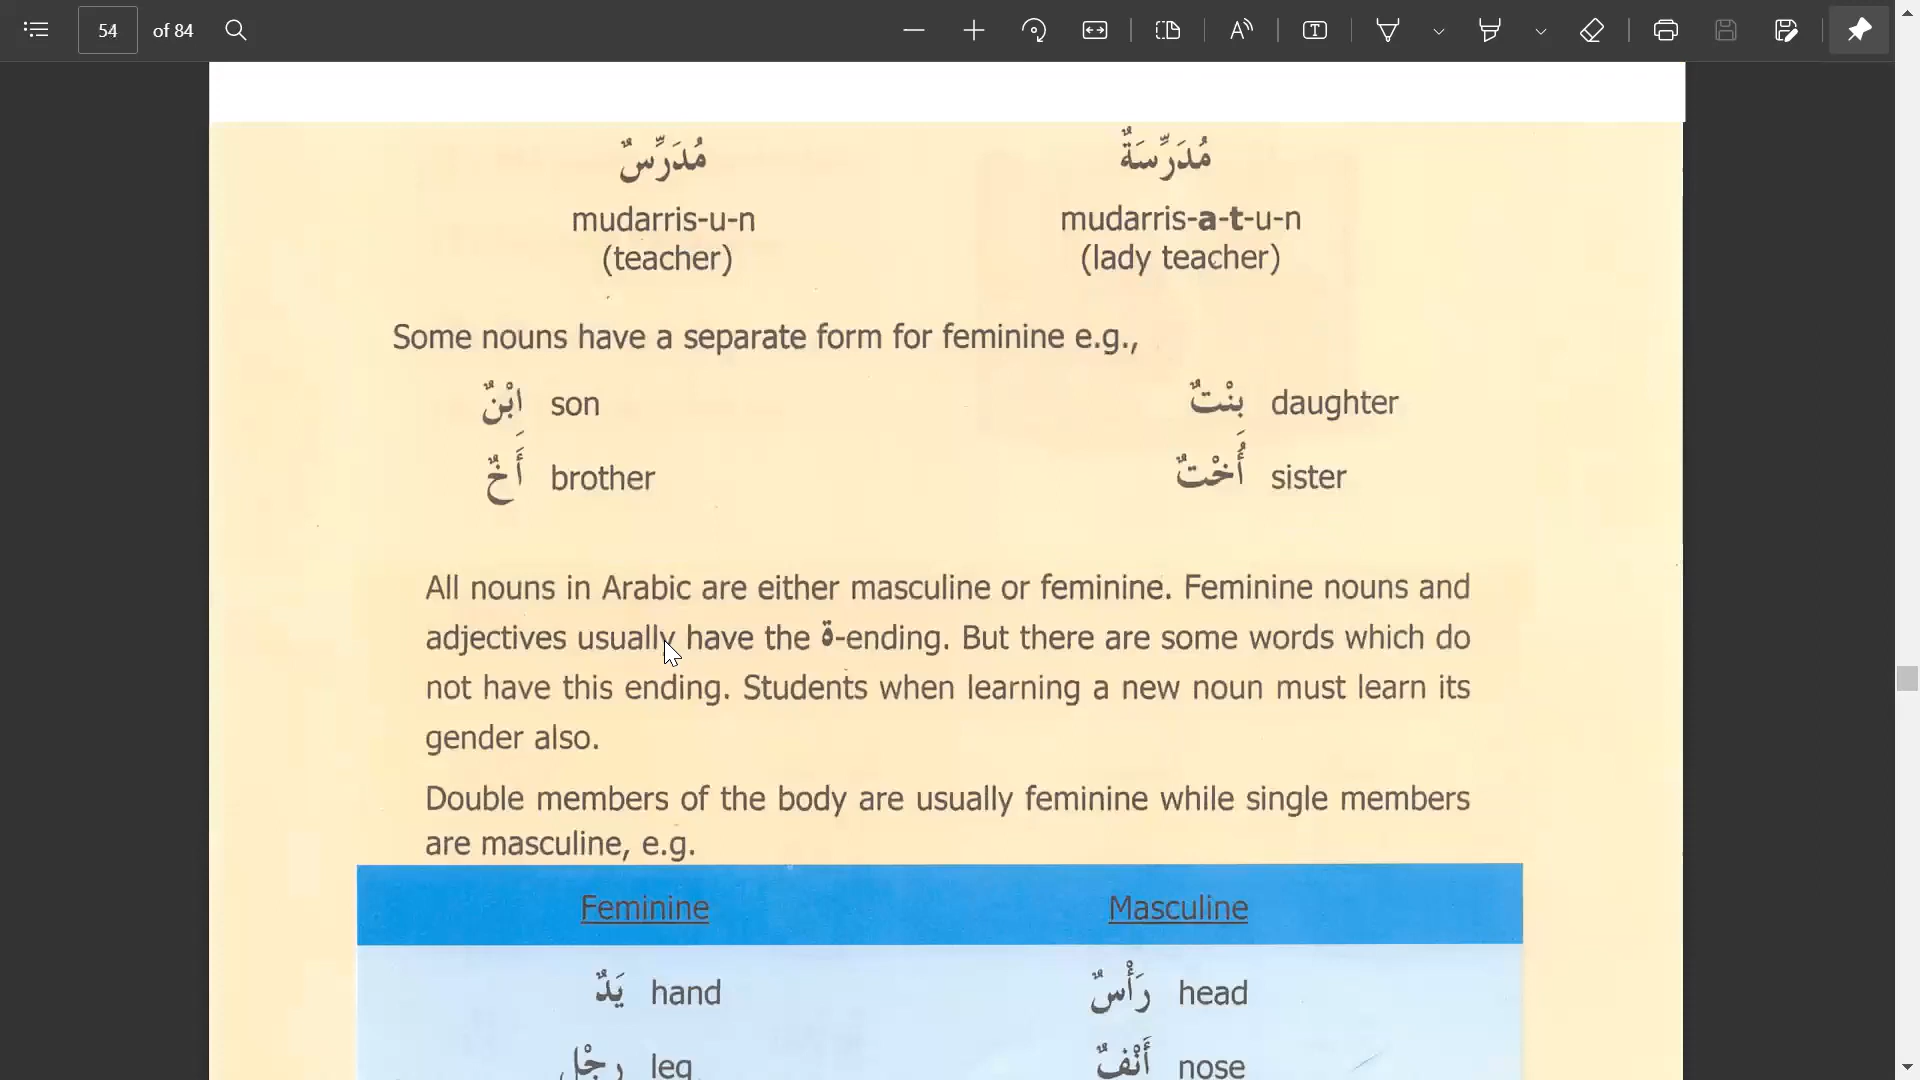 54 of 84
مُدَرِّسٌ مُدَرِّسَةٌ
mudarris-u-n mudarris-a-t-u-n
(teacher) (lady teacher)
Some nouns have a separate form for feminine e.g.,
ابْنٌ son بِنْتٌ daughter
أَخٌ brother أُخْتٌ sister
All nouns in Arabic are either masculine or feminine. Feminine nouns and
adjectives usually have the ة-ending. But there are some words which do
not have this ending. Students when learning a new noun must learn its
gender also.
Double members of the body are usually feminine while single members
are masculine, e.g.
Feminine Masculine
يَدٌ hand رَأْسٌ head
رِجْل leg أَنْفٌ nose